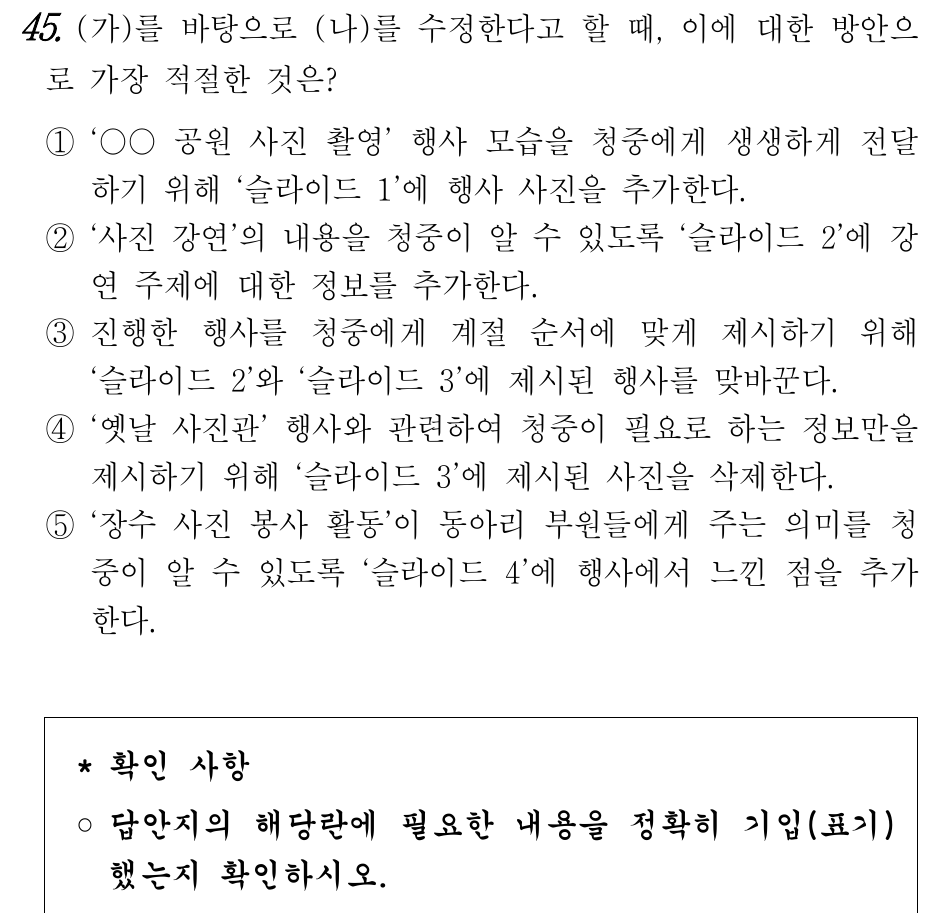 45. (가)를 바탕으로 (나)를 수정한다고 할 때, 이에 대한 방안으
로 가장 적절한 것은?
① ‘○○ 공원 사진 촬영’ 행사 모습을 청중에게 생생하게 전달
하기 위해 ‘슬라이드 1’에 행사 사진을 추가한다.
② ‘사진 강연’의 내용을 청중이 알 수 있도록 ‘슬라이드 2’에 강
연 주제에 대한 정보를 추가한다.
③ 진행한 행사를 청중에게 계절 순서에 맞게 제시하기 위해
‘슬라이드 2’와 ‘슬라이드 3’에 제시된 행사를 맞바꾼다.
④ ‘옛날 사진관’ 행사와 관련하여 청중이 필요로 하는 정보만을
제시하기 위해 ‘슬라이드 3’에 제시된 사진을 삭제한다.
⑤ ‘장수 사진 봉사 활동’이 동아리 부원들에게 주는 의미를 청
중이 알 수 있도록 ‘슬라이드 4’에 행사에서 느낀 점을 추가
한다.
* 확인 사항
○ 답안지의 해당란에 필요한 내용을 정확히 기입(표기)
했는지 확인하시오.